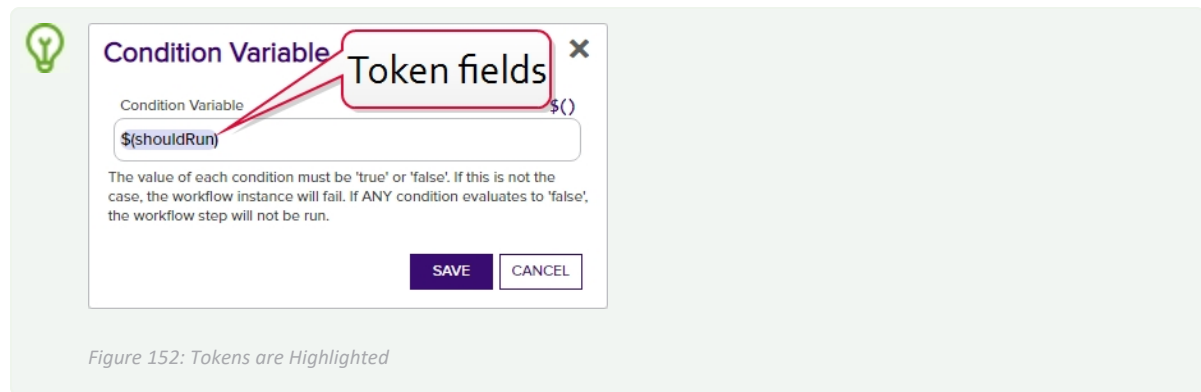 Condition Variable
Token fields
Condition Variable
$()
$(shouldRun)
The value of each condition must be 'true' or 'false'. If this is not the
case, the workflow instance will fail. If ANY condition evaluates to 'false',
the workflow step will not be run.
SAVE
CANCEL
Figure 152: Tokens are Highlighted